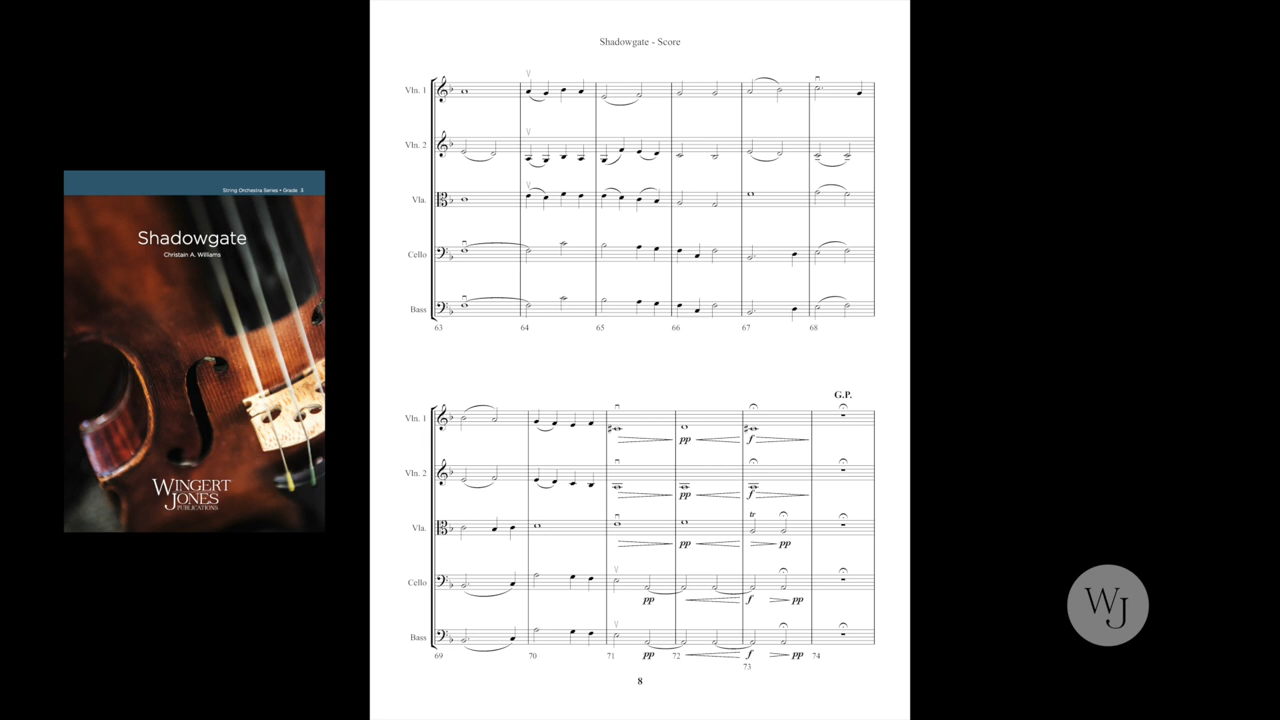 String Orchestra Series • Grade 3
Shadowgate
Christain A. Williams
WINGERT
JONES
PUBLICATIONS
Shadowgate - Score
Vln. 1
Vln. 2
Vla.
Cello
Bass
63 64 65 66 67 68
G.P.
Vln. 1
pp f
Vln. 2
pp f
Vla.
tr
pp pp
Cello
pp f pp
Bass
pp f pp
69 70 71 72 73 74
8
WJ